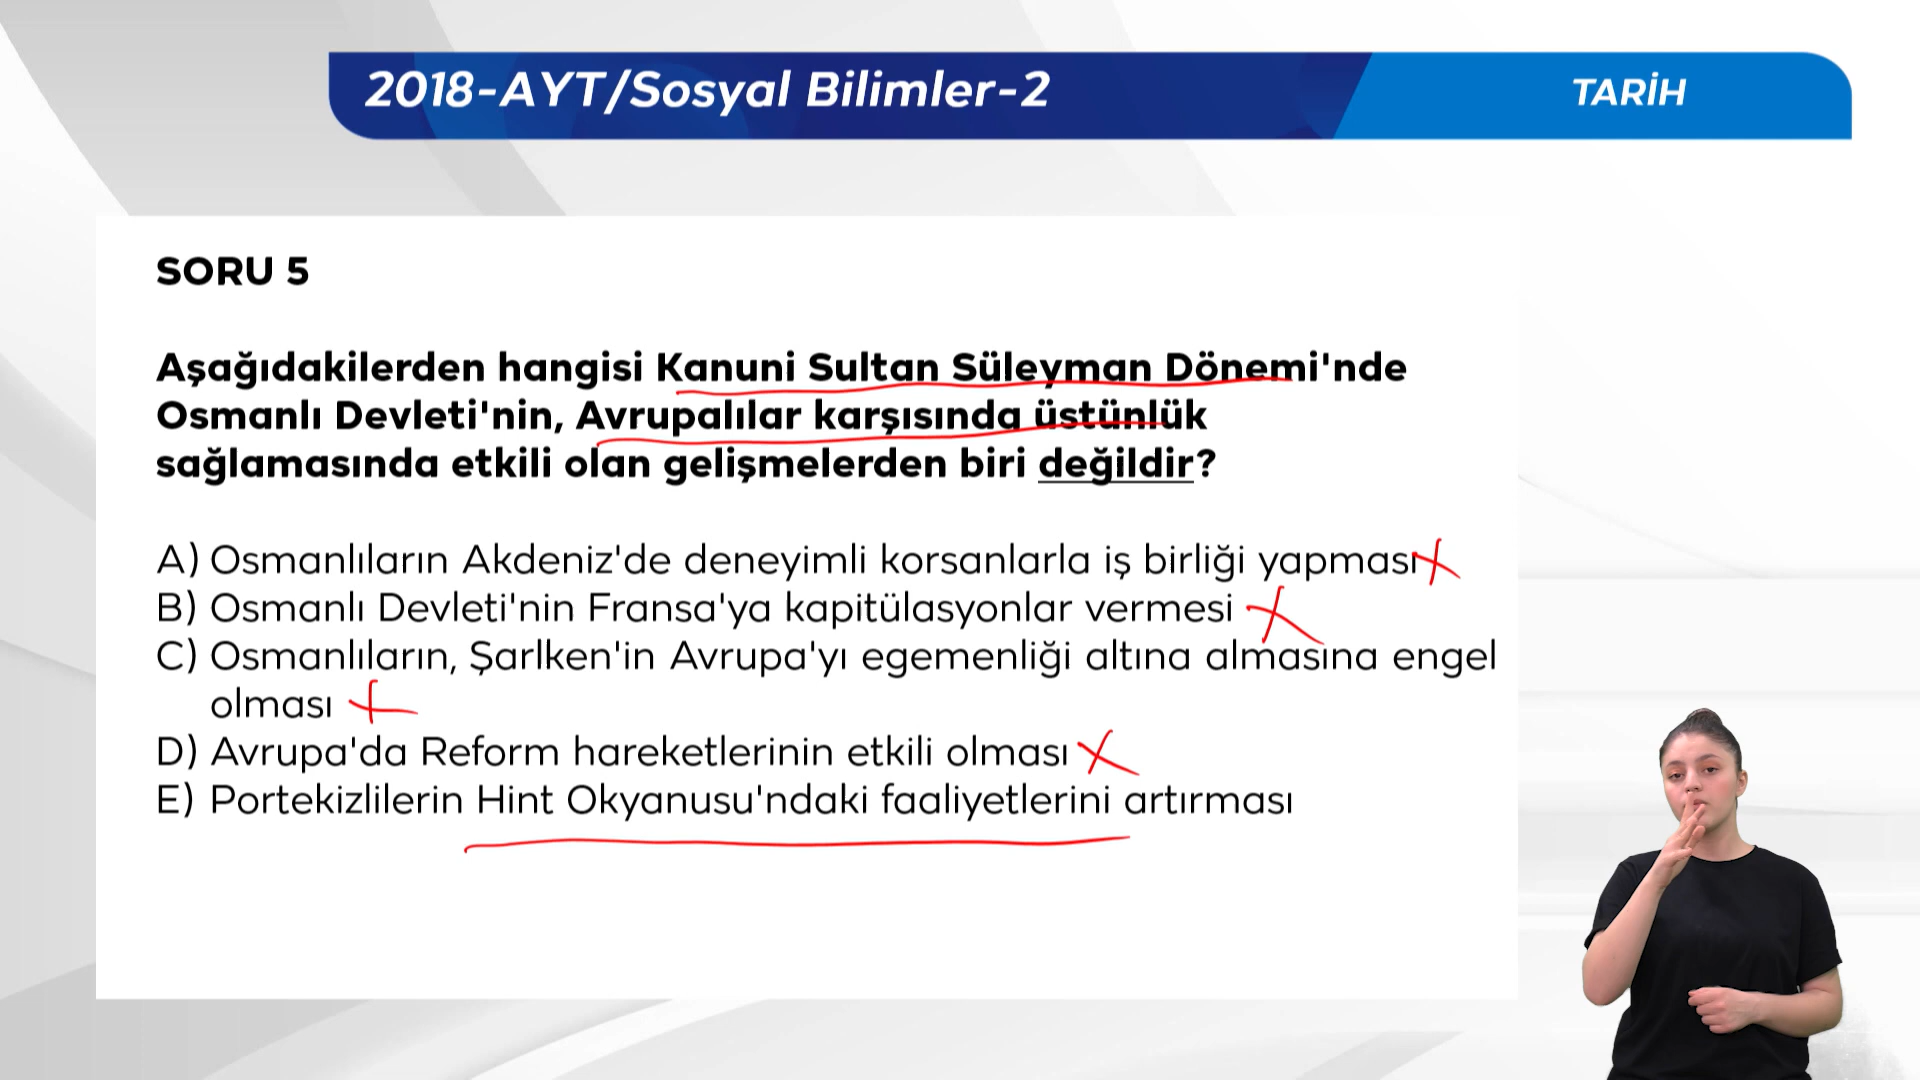 2018-AYT/Sosyal Bilimler-2
TARİH
SORU 5
Aşağıdakilerden hangisi Kanuni Sultan Süleyman Dönemi'nde
Osmanlı Devleti'nin, Avrupalılar karşısında üstünlük
sağlamasında etkili olan gelişmelerden biri değildir?
A) Osmanlıların Akdeniz'de deneyimli korsanlarla iş birliği yapması
B) Osmanlı Devleti'nin Fransa'ya kapitülasyonlar vermesi
C) Osmanlıların, Şarlken'in Avrupa'yı egemenliği altına almasına engel
olması
D) Avrupa'da Reform hareketlerinin etkili olması
E) Portekizlilerin Hint Okyanusu'ndaki faaliyetlerini artırması